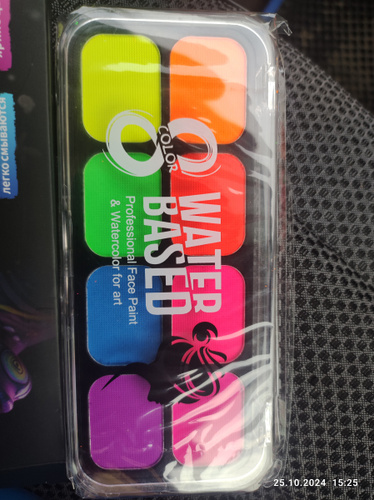 8
COLOR
WATER
BASED
Professional Face Paint
& Watercolor for art
легко смываются
25.10.2024 15:25